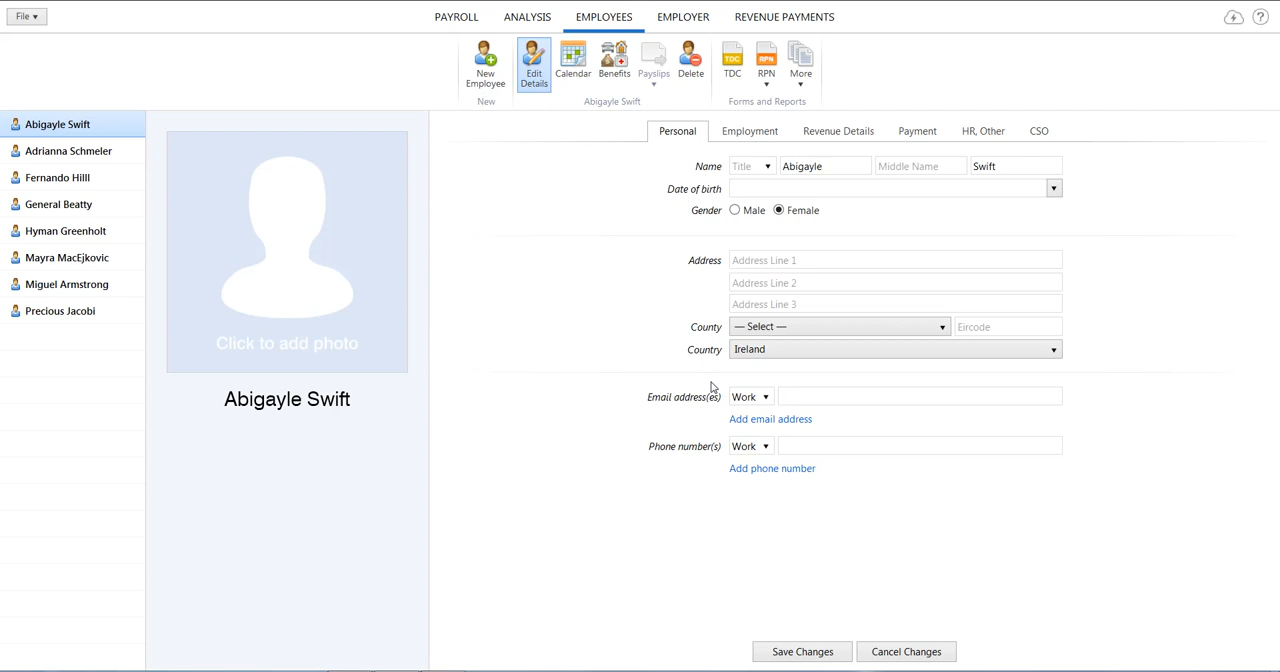 File ▾
PAYROLL ANALYSIS EMPLOYEES EMPLOYER REVENUE PAYMENTS
?
New Employee
Edit Details
Calendar
Benefits
Payslips
Delete
TDC
TDC
RPN
RPN
More
New
Abigayle Swift
Forms and Reports
Abigayle Swift
Adrianna Schmeler
Fernando Hilll
General Beatty
Hyman Greenholt
Mayra MacEjkovic
Miguel Armstrong
Precious Jacobi
Click to add photo
Abigayle Swift
Personal Employment Revenue Details Payment HR, Other CSO
Name Title Abigayle Middle Name Swift
Date of birth
Gender Male Female
Address Address Line 1
Address Line 2
Address Line 3
County — Select — Eircode
Country Ireland
Email address(es) Work
Add email address
Phone number(s) Work
Add phone number
Save Changes Cancel Changes